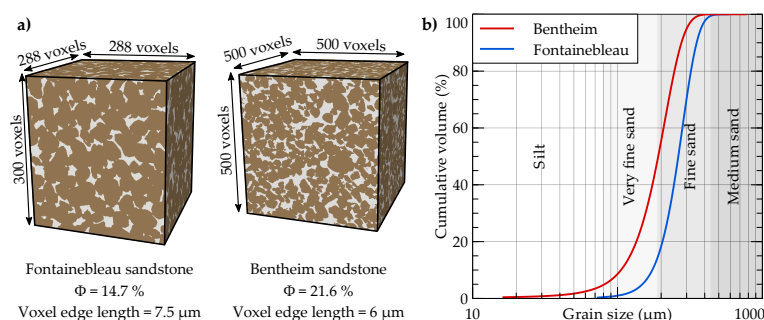 a)
288 voxels
288 voxels
300 voxels
Fontainebleau sandstone
Φ = 14.7 %
Voxel edge length = 7.5 µm
500 voxels
500 voxels
500 voxels
Bentheim sandstone
Φ = 21.6 %
Voxel edge length = 6 µm
b)
Bentheim
Fontainebleau
Cumulative volume (%)
100
80
60
40
20
0
Silt
Very fine sand
Fine sand
Medium sand
10
100
1000
Grain size (µm)